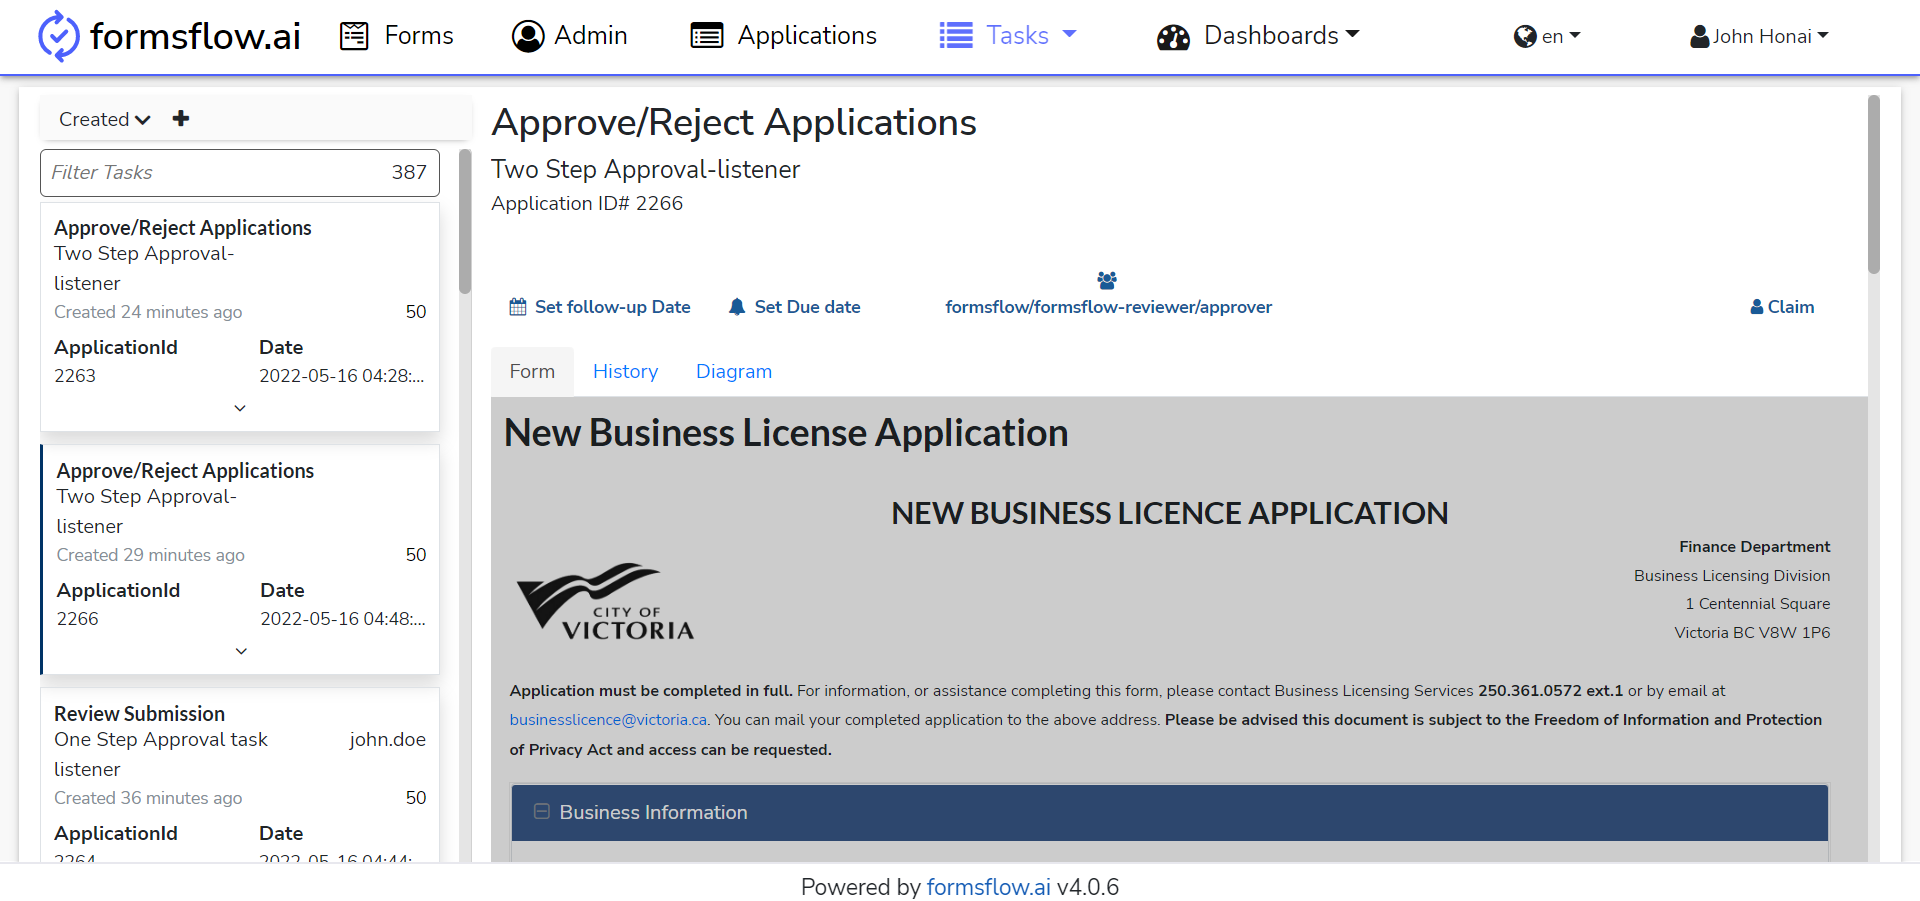 formsflow.ai
Forms
Admin
Applications
Tasks
Dashboards
en
John Honai
Created
Filter Tasks 387
Approve/Reject Applications
Two Step Approval-
listener
Created 24 minutes ago 50
ApplicationId Date
2263 2022-05-16 04:28:...
Approve/Reject Applications
Two Step Approval-
listener
Created 29 minutes ago 50
ApplicationId Date
2266 2022-05-16 04:48:...
Review Submission
One Step Approval task john.doe
listener
Created 36 minutes ago 50
ApplicationId Date
2264 2022-05-16 04:44:
Approve/Reject Applications
Two Step Approval-listener
Application ID# 2266
Set follow-up Date
Set Due date
formsflow/formsflow-reviewer/approver
Claim
Form
History
Diagram
New Business License Application
NEW BUSINESS LICENCE APPLICATION
CITY OF
VICTORIA
Finance Department
Business Licensing Division
1 Centennial Square
Victoria BC V8W 1P6
Application must be completed in full. For information, or assistance completing this form, please contact Business Licensing Services 250.361.0572 ext.1 or by email at
businesslicence@victoria.ca. You can mail your completed application to the above address. Please be advised this document is subject to the Freedom of Information and Protection
of Privacy Act and access can be requested.
Business Information
Powered by formsflow.ai v4.0.6